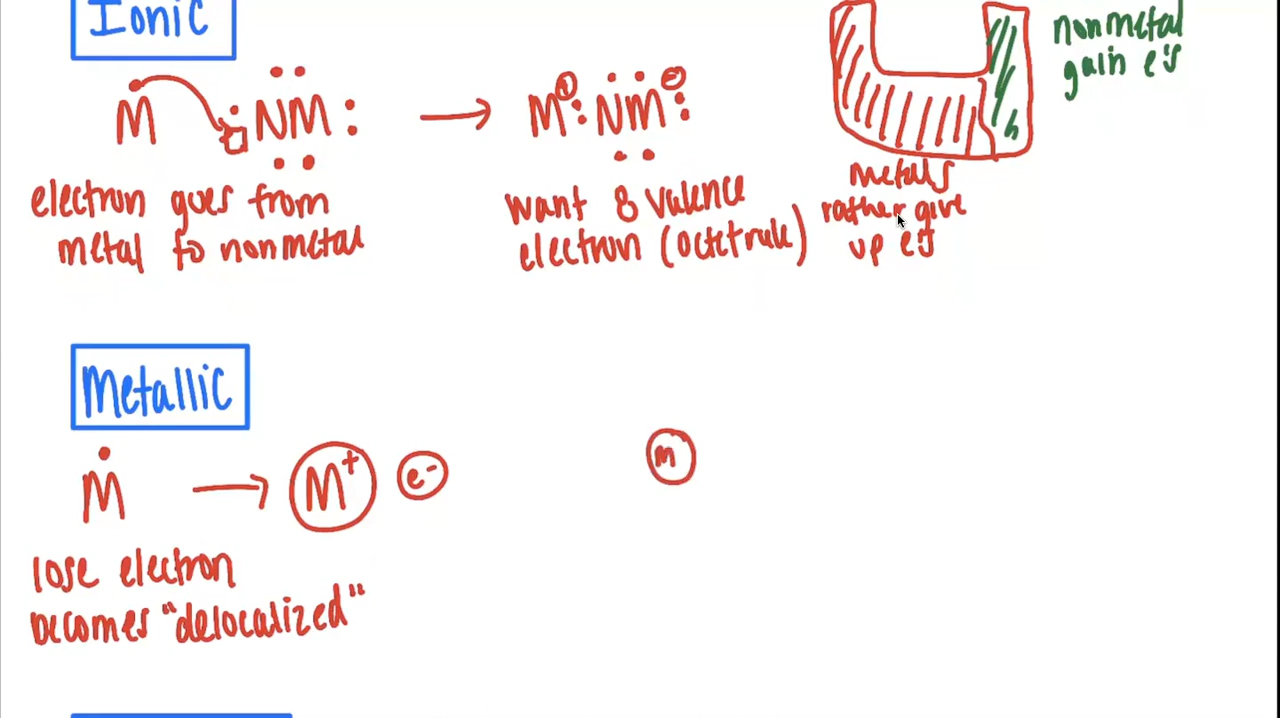 Ionic
nonmetal
gain e's
M
NM
M⊕
NM⊖
h
electron goes from
metal to nonmetal
want 8 valence
electron (octet rule)
metals
rather give
up e's
Metallic
M
M⁺
e⁻
m
lose electron
becomes "delocalized"